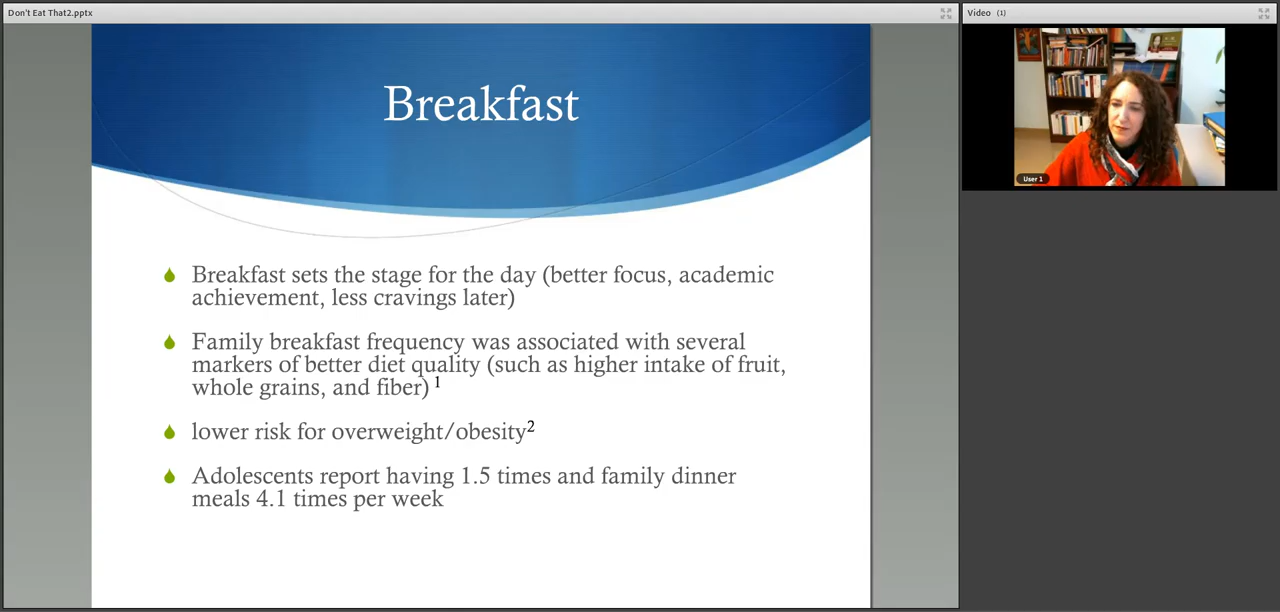 Don't Eat That2.pptx
Video (1)
Breakfast
User 1
Breakfast sets the stage for the day (better focus, academic
achievement, less cravings later)
Family breakfast frequency was associated with several
markers of better diet quality (such as higher intake of fruit,
whole grains, and fiber) 1
lower risk for overweight/obesity2
Adolescents report having 1.5 times and family dinner
meals 4.1 times per week